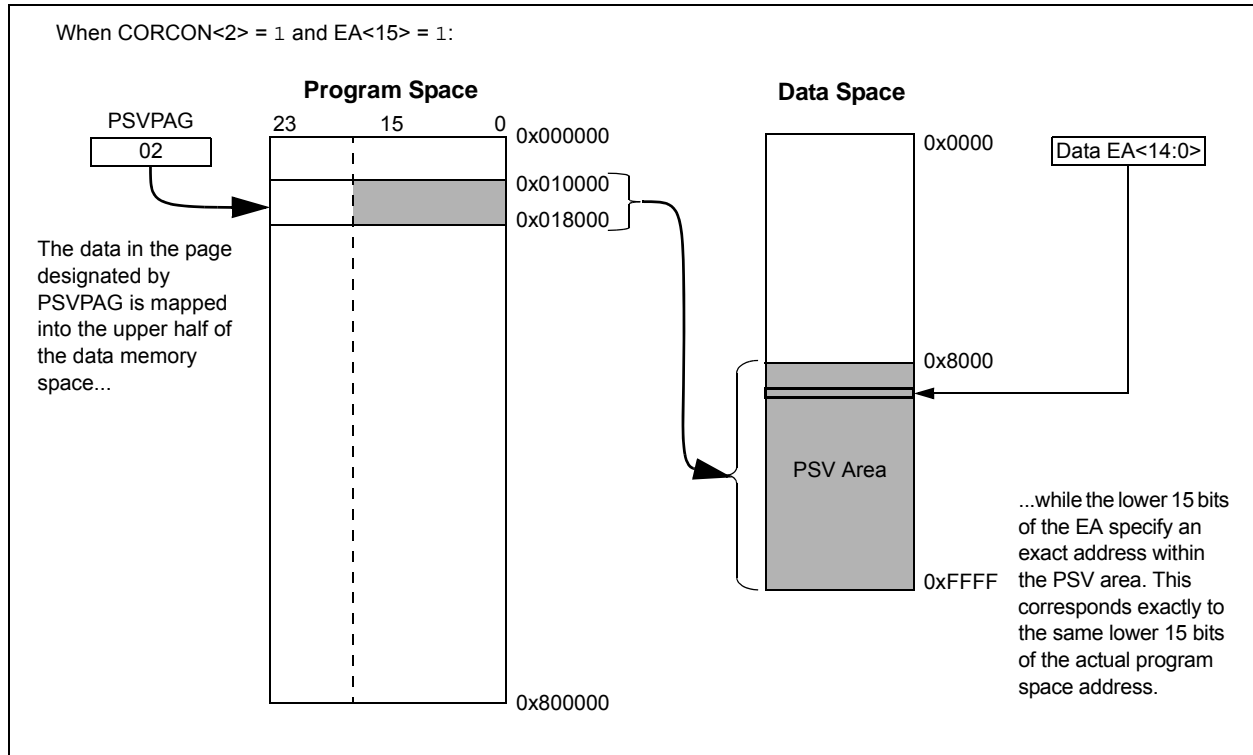 When CORCON<2> = 1 and EA<15> = 1:
Program Space
Data Space
PSVPAG
02
23 15 0
0x000000
0x010000
0x018000
0x800000
The data in the page
designated by
PSVPAG is mapped
into the upper half of
the data memory
space...
0x0000
Data EA<14:0>
0x8000
PSV Area
0xFFFF
...while the lower 15 bits
of the EA specify an
exact address within
the PSV area. This
corresponds exactly to
the same lower 15 bits
of the actual program
space address.